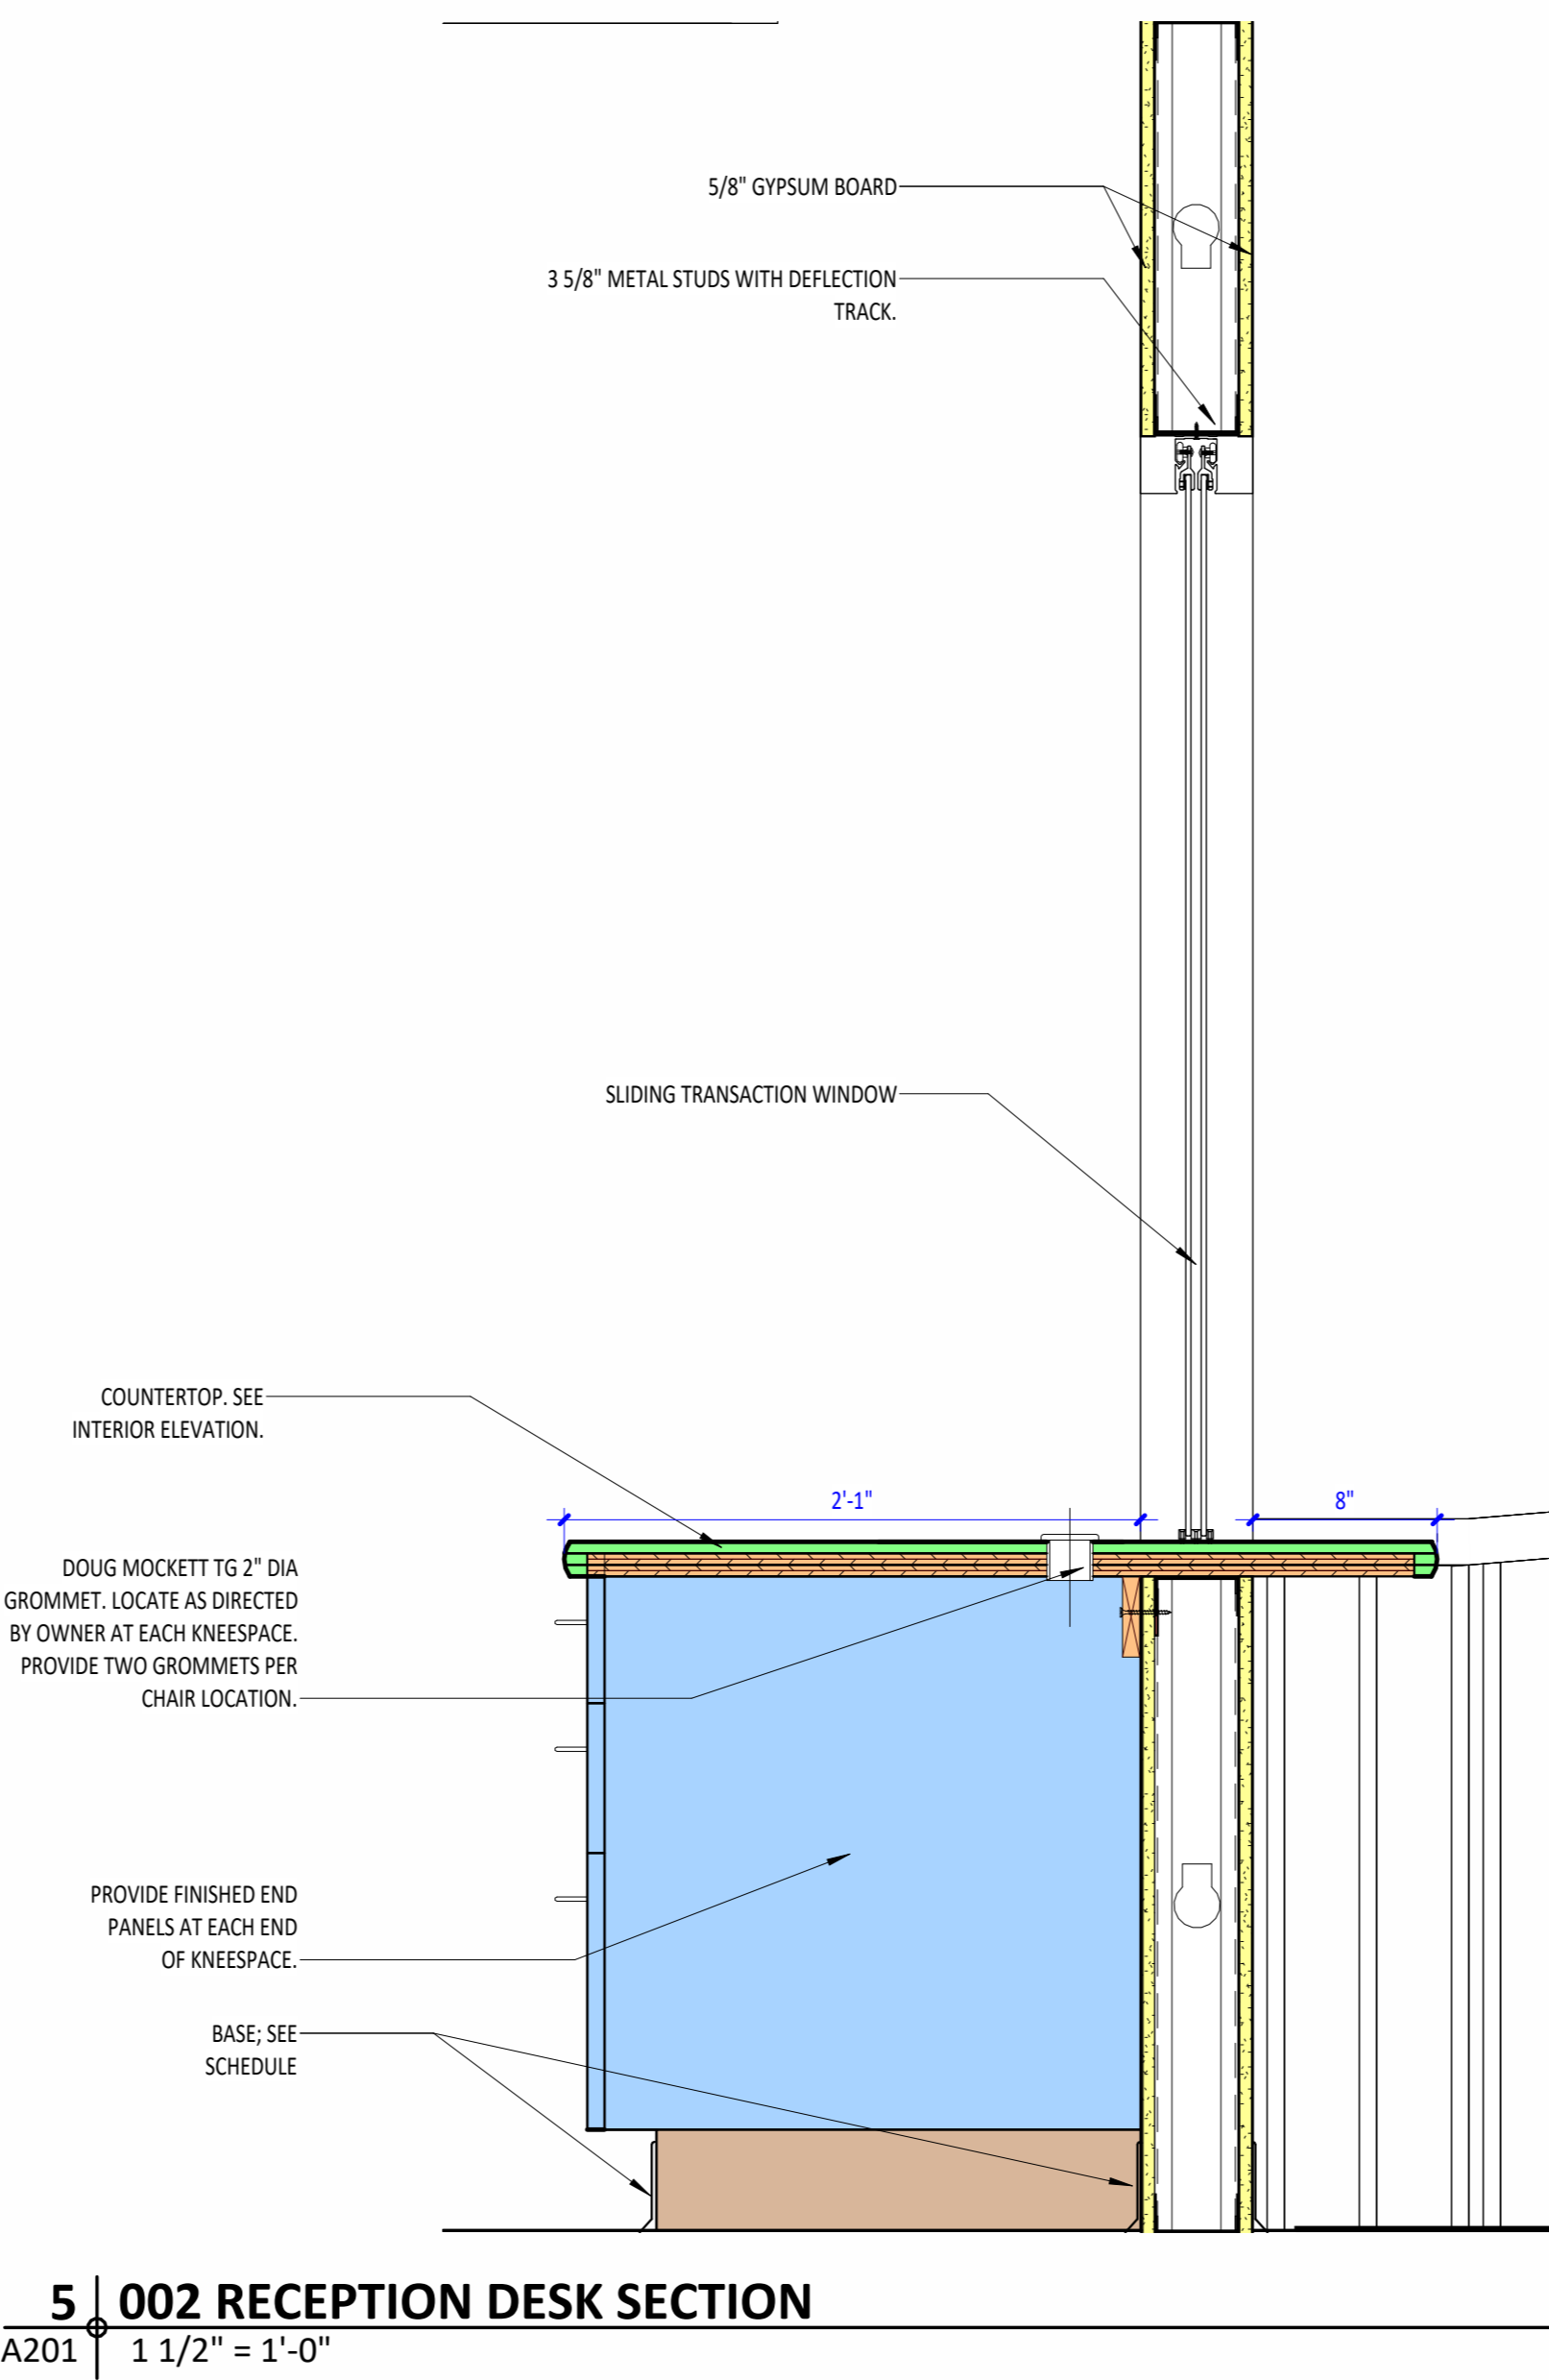 5/8" GYPSUM BOARD
3 5/8" METAL STUDS WITH DEFLECTION
TRACK.
SLIDING TRANSACTION WINDOW
COUNTERTOP. SEE
INTERIOR ELEVATION.
2'-1"
8"
DOUG MOCKETT TG 2" DIA
GROMMET. LOCATE AS DIRECTED
BY OWNER AT EACH KNEESPACE.
PROVIDE TWO GROMMETS PER
CHAIR LOCATION.
PROVIDE FINISHED END
PANELS AT EACH END
OF KNEESPACE.
BASE; SEE
SCHEDULE
5 002 RECEPTION DESK SECTION
A201 1 1/2" = 1'-0"